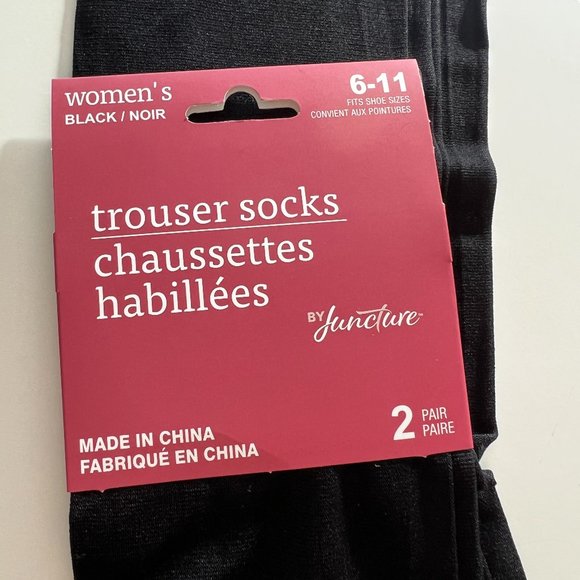 women's
BLACK / NOIR
6-11
FITS SHOE SIZES
CONVIENT AUX POINTURES
trouser socks
chaussettes
habillées
BY Juncture™
MADE IN CHINA
FABRIQUÉ EN CHINA
2 PAIR
PAIRE